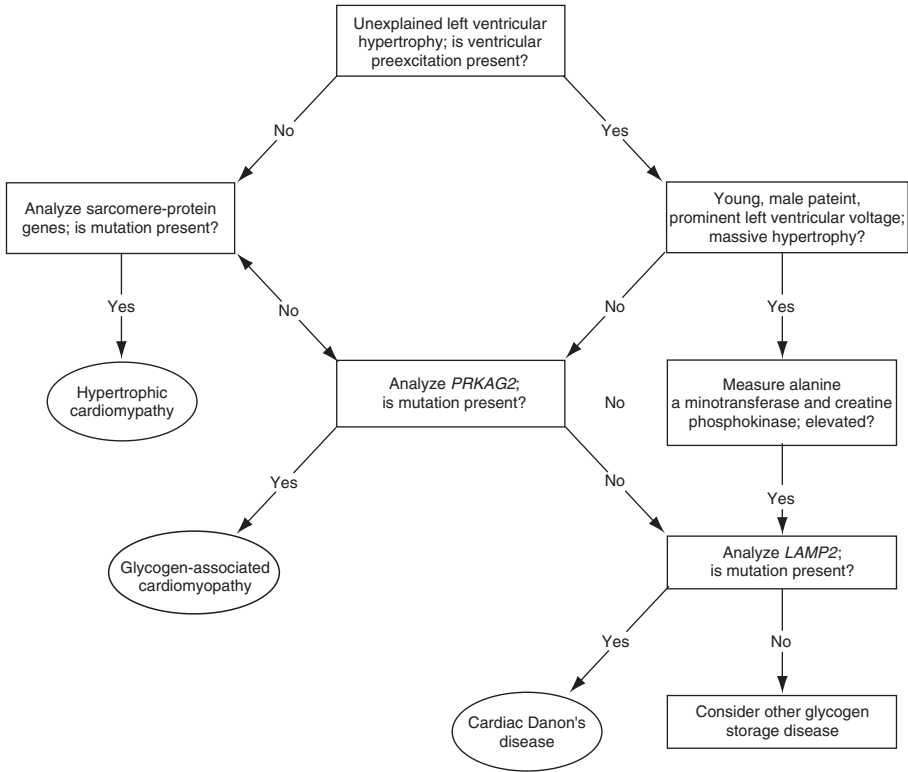 Unexplained left ventricular
hypertrophy; is ventricular
preexcitation present?
No
Yes
Analyze sarcomere-protein
genes; is mutation present?
Young, male pateint,
prominent left ventricular voltage;
massive hypertrophy?
Yes
No
No
Yes
Hypertrophic
cardiomypathy
Analyze PRKAG2;
is mutation present?
No
Measure alanine
a minotransferase and creatine
phosphokinase; elevated?
Yes
No
Yes
Glycogen-associated
cardiomyopathy
Analyze LAMP2;
is mutation present?
Yes
No
Cardiac Danon's
disease
Consider other glycogen
storage disease